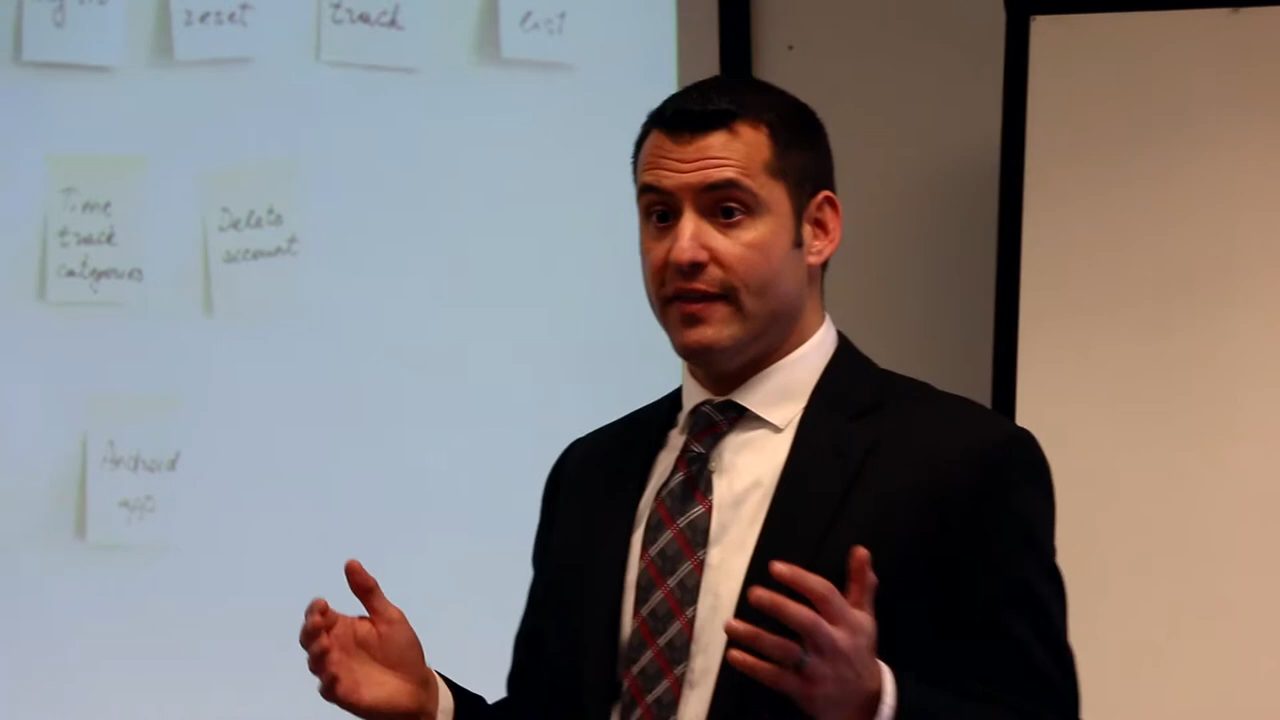 reset
track
list
Time
track
categories
Delete
account
Android
app